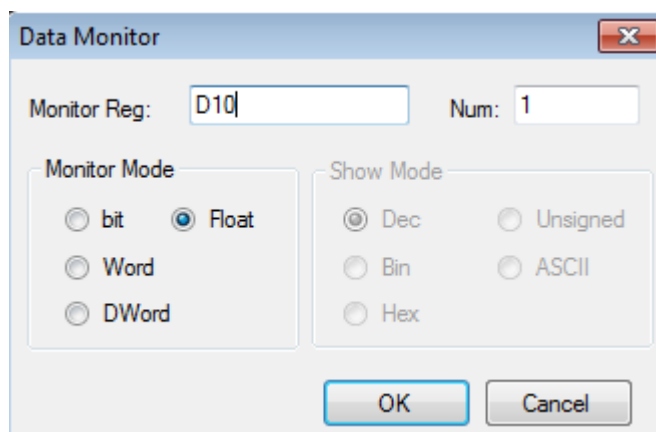 Data Monitor
Monitor Reg: D10 Num: 1
Monitor Mode Show Mode
bit Float Dec Unsigned
Word Bin ASCII
DWord Hex
OK Cancel